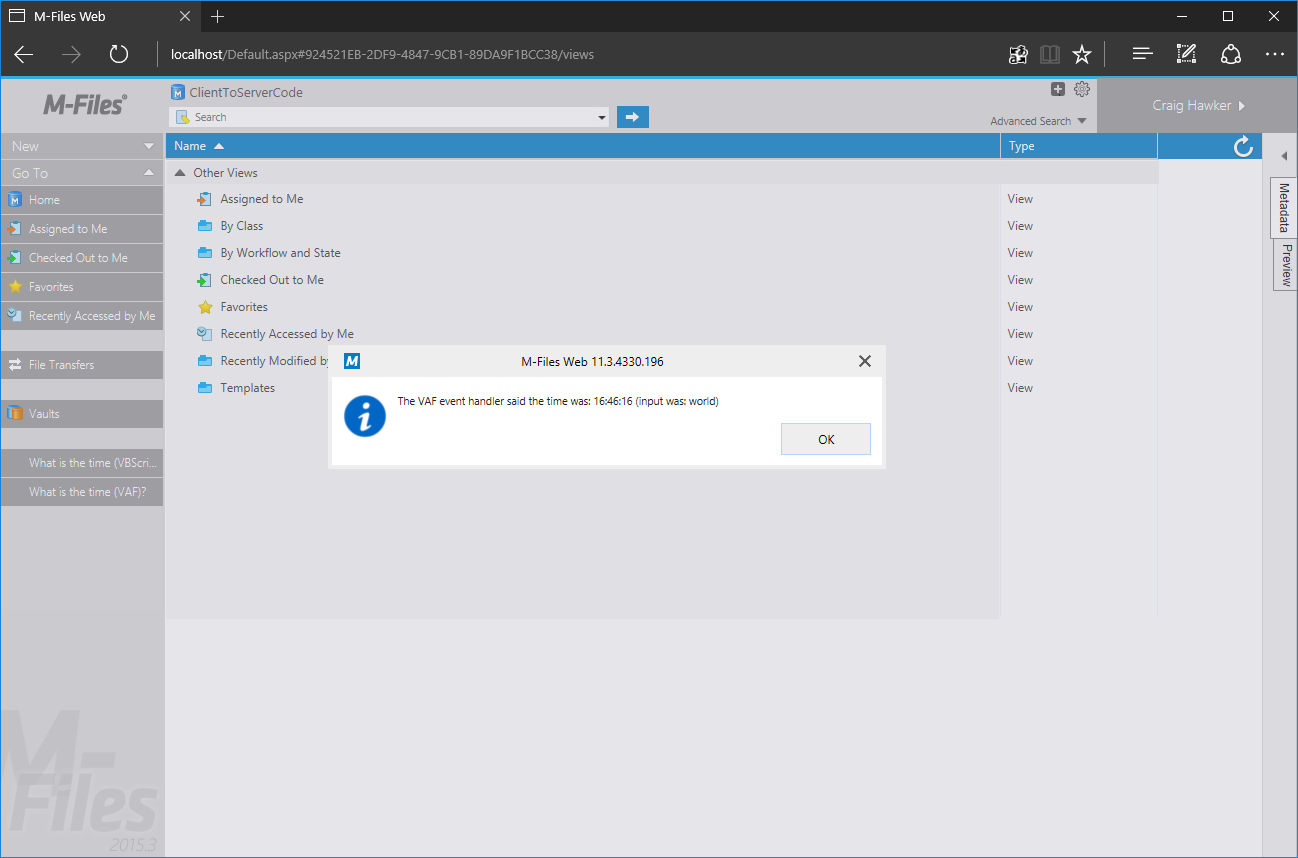 M-Files Web
localhost/Default.aspx#924521EB-2DF9-4847-9CB1-89DA9F1BCC38/views
M-Files®
ClientToServerCode
Search
Advanced Search
Craig Hawker
New
Go To
Home
Assigned to Me
Checked Out to Me
Favorites
Recently Accessed by Me
File Transfers
Vaults
What is the time (VBScri...
What is the time (VAF)?
Name
Type
Other Views
Assigned to Me View
By Class View
By Workflow and State View
Checked Out to Me View
Favorites View
Recently Accessed by Me View
Recently Modified by View
Templates View
Metadata
Preview
M
M-Files Web 11.3.4330.196
The VAF event handler said the time was: 16:46:16 (input was: world)
OK
M-
Files
2015.3